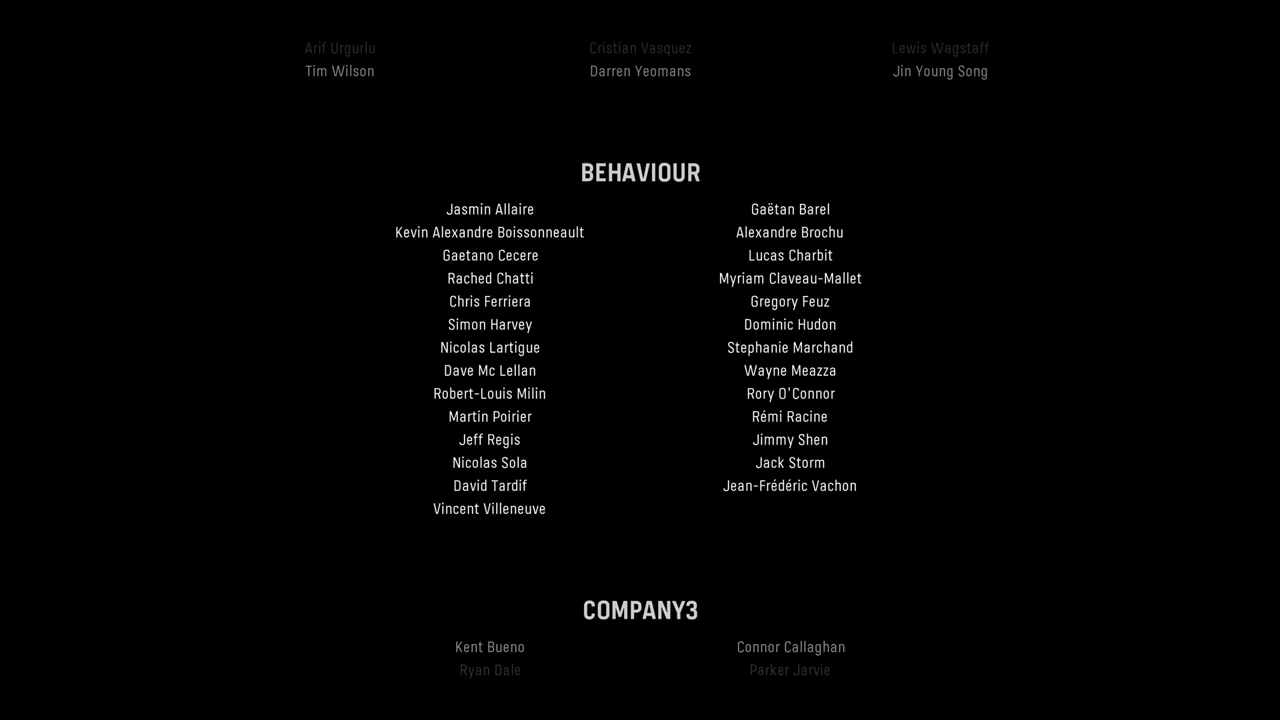 Arif Urgurlu Cristian Vasquez Lewis Wagstaff
Tim Wilson Darren Yeomans Jin Young Song
BEHAVIOUR
Jasmin Allaire Gaëtan Barel
Kevin Alexandre Boissonneault Alexandre Brochu
Gaetano Cecere Lucas Charbit
Rached Chatti Myriam Claveau-Mallet
Chris Ferriera Gregory Feuz
Simon Harvey Dominic Hudon
Nicolas Lartigue Stephanie Marchand
Dave Mc Lellan Wayne Meazza
Robert-Louis Milin Rory O'Connor
Martin Poirier Rémi Racine
Jeff Regis Jimmy Shen
Nicolas Sola Jack Storm
David Tardif Jean-Frédéric Vachon
Vincent Villeneuve
COMPANY3
Kent Bueno Connor Callaghan
Ryan Dale Parker Jarvie